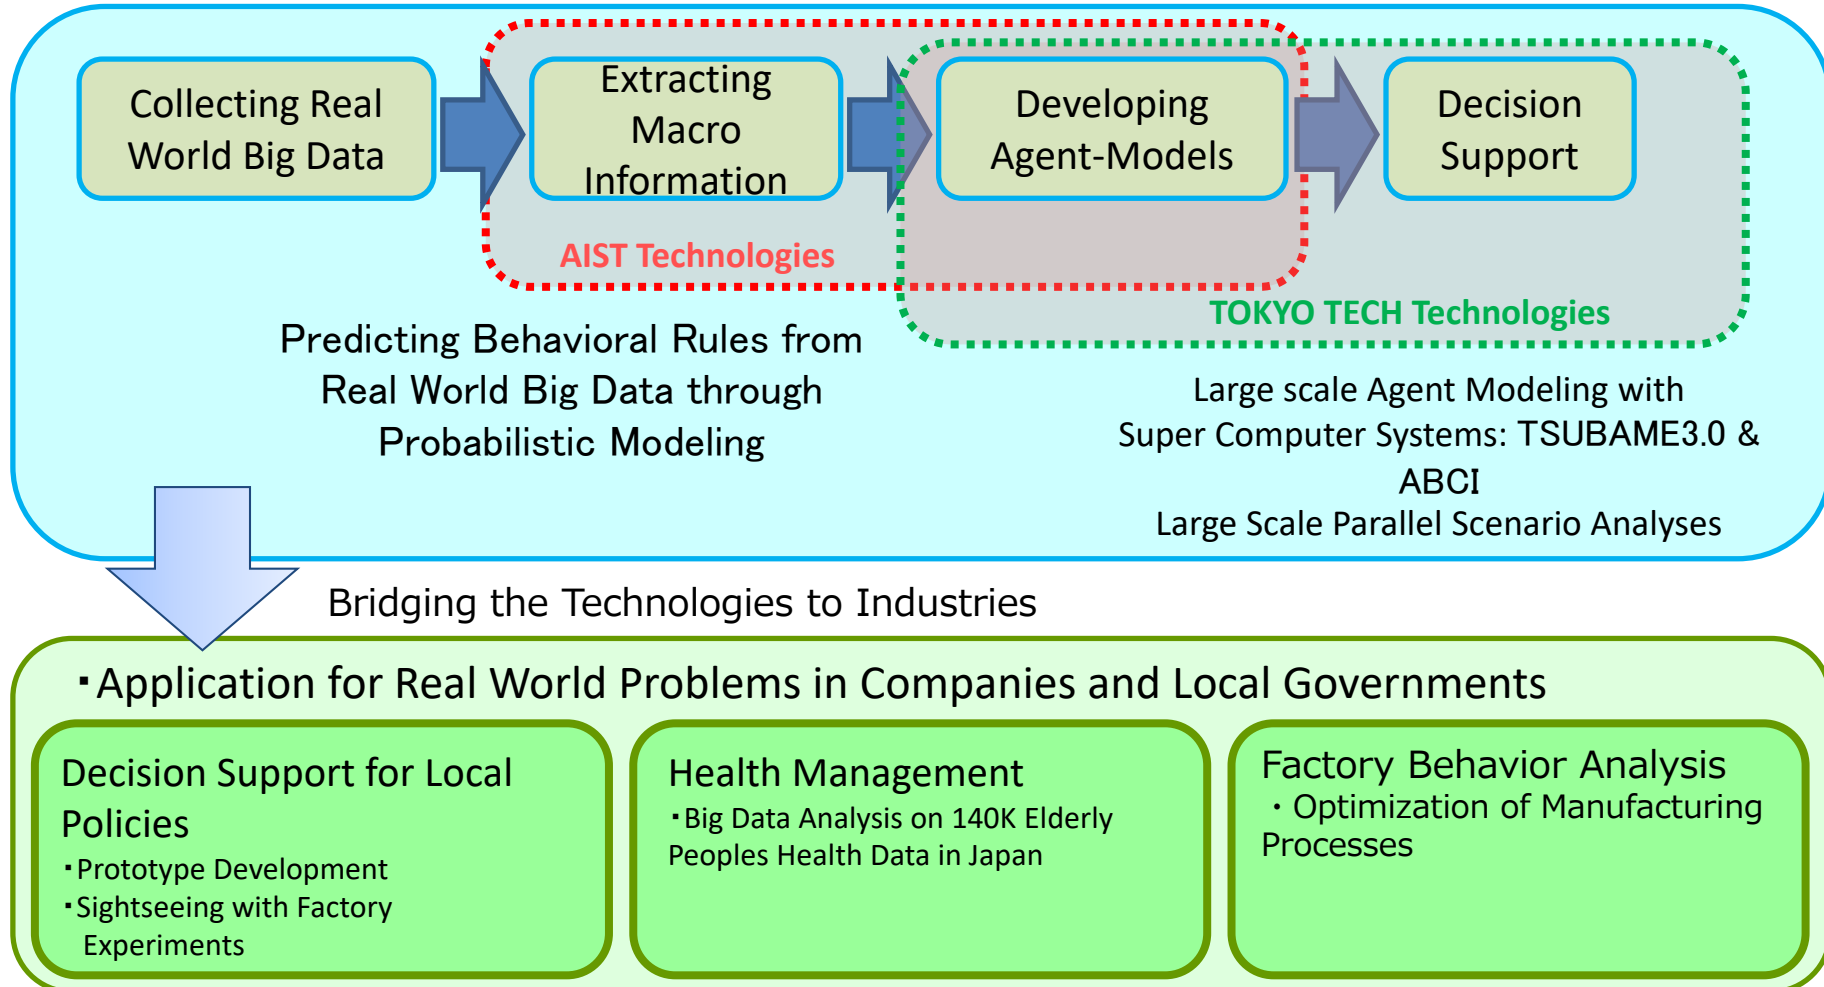 Collecting Real
World Big Data
Extracting
Macro
Information
Developing
Agent-Models
Decision
Support
AIST Technologies
TOKYO TECH Technologies
Predicting Behavioral Rules from
Real World Big Data through
Probabilistic Modeling
Large scale Agent Modeling with
Super Computer Systems: TSUBAME3.0 &
ABCI
Large Scale Parallel Scenario Analyses
Bridging the Technologies to Industries
・Application for Real World Problems in Companies and Local Governments
Decision Support for Local
Policies
・Prototype Development
・Sightseeing with Factory
Experiments
Health Management
・Big Data Analysis on 140K Elderly
Peoples Health Data in Japan
Factory Behavior Analysis
・Optimization of Manufacturing
Processes